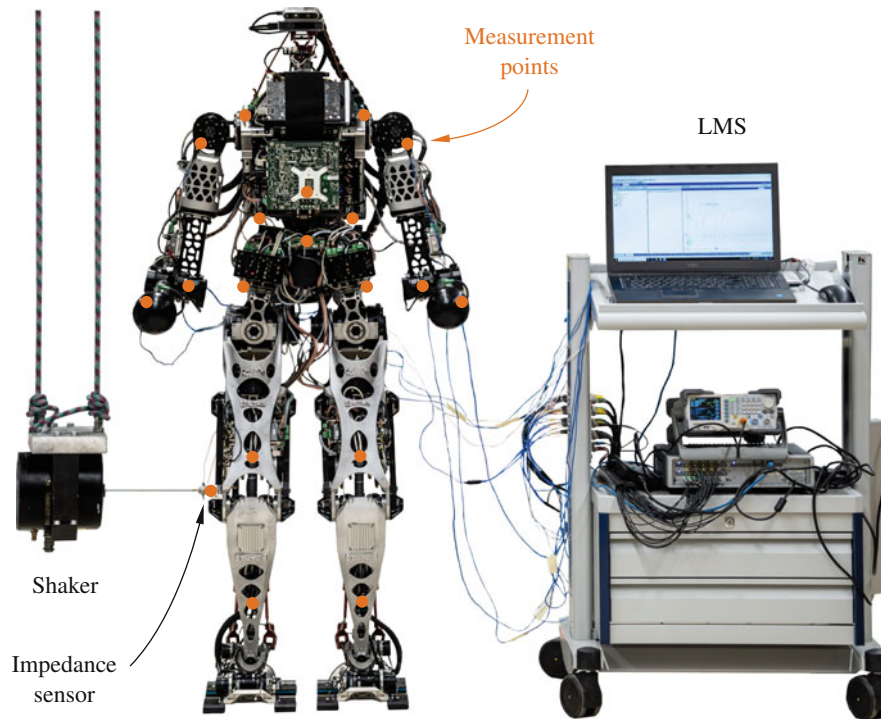 Measurement
points
LMS
Shaker
Impedance
sensor